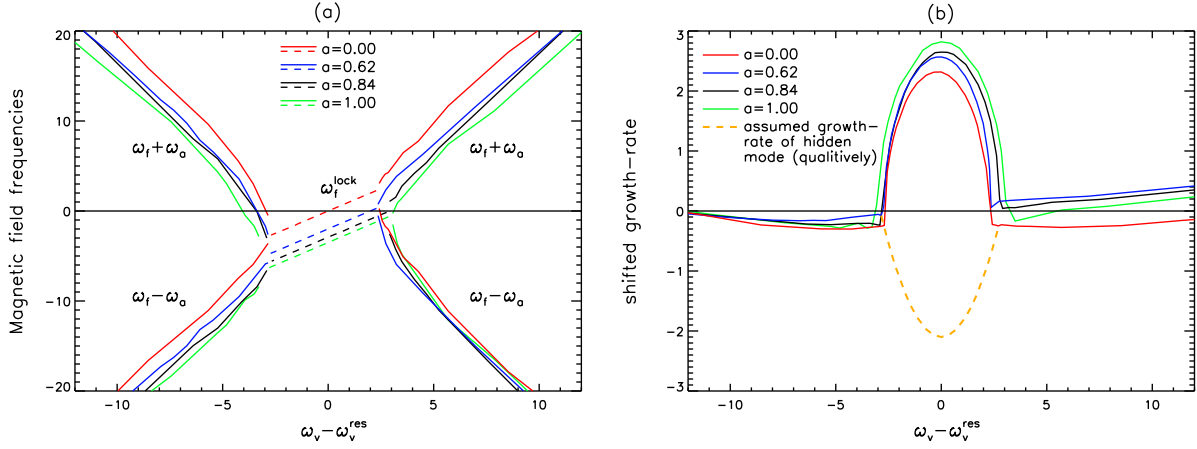 (a)
Magnetic field frequencies
20
10
0
−10
−20
a=0.00
a=0.62
a=0.84
a=1.00
ω_f+ω_a
ω_f+ω_a
ω_f^lock
ω_f−ω_a
ω_f−ω_a
−10 −5 0 5 10
ω_v−ω_v^res
(b)
shifted growth−rate
3
2
1
0
−1
−2
−3
a=0.00
a=0.62
a=0.84
a=1.00
assumed growth−
rate of hidden
mode (qualitively)
−10 −5 0 5 10
ω_v−ω_v^res